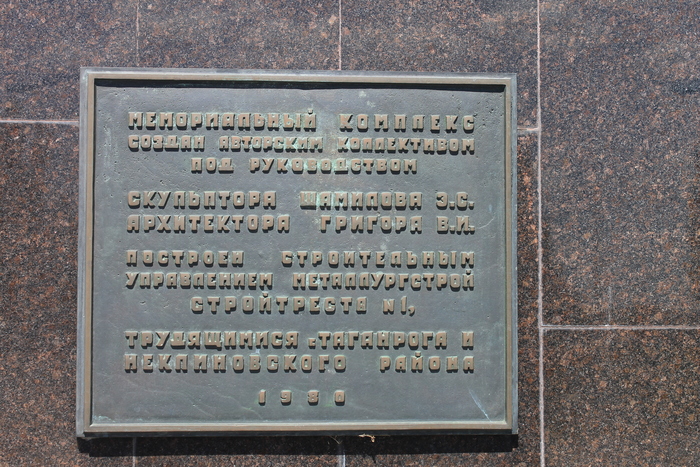 МЕМОРИАЛЬНЫЙ КОМПЛЕКС
СОЗДАН АВТОРСКИМ КОЛЛЕКТИВОМ
ПОД РУКОВОДСТВОМ
СКУЛЬПТОРА ШАМИЛОВА Э.С.
АРХИТЕКТОРА ГРИГОРА В.И.
ПОСТРОЕН СТРОИТЕЛЬНЫМ
УПРАВЛЕНИЕМ МЕТАЛЛУРГСТРОЙ
СТРОЙТРЕСТА №1,
ТРУДЯЩИМИСЯ г.ТАГАНРОГА И
НЕКЛИНОВСКОГО РАЙОНА
1980